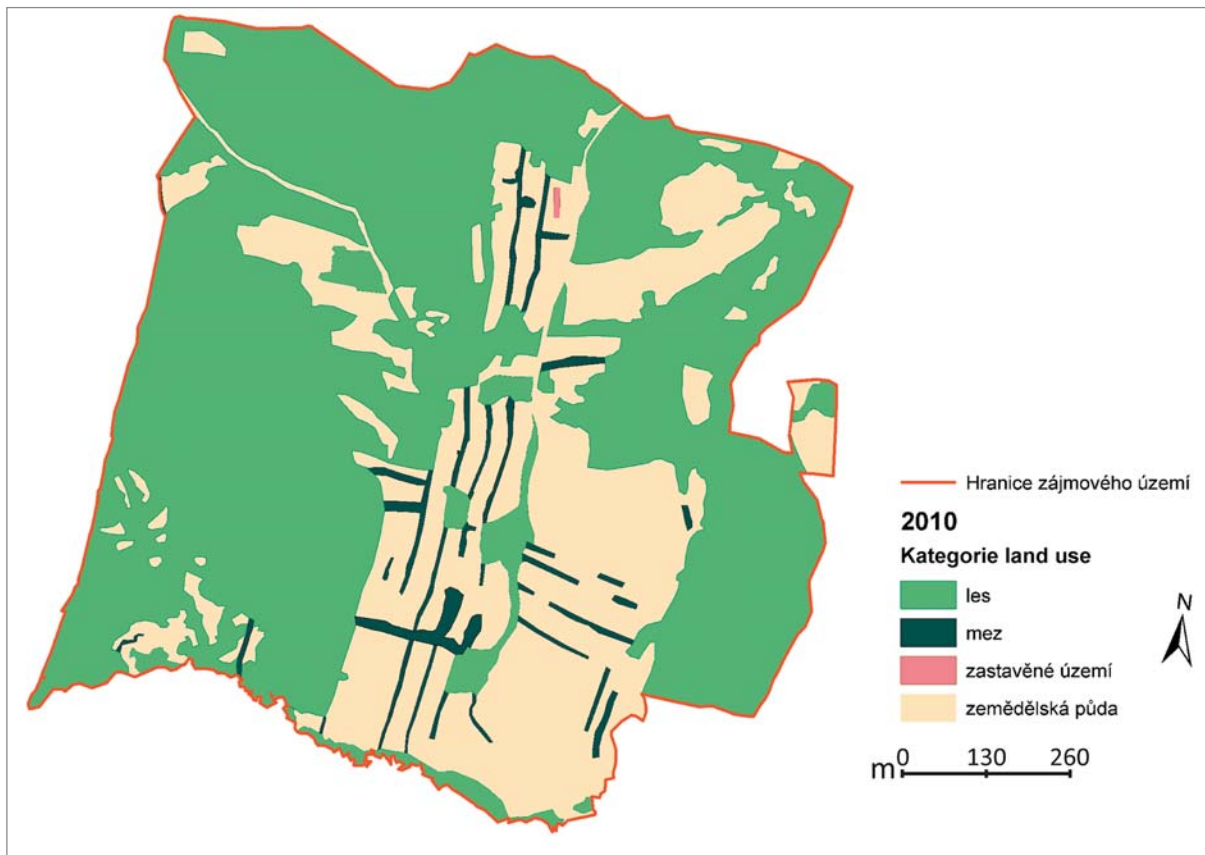 Hranice zájmového území
2010
Kategorie land use
les
mez
zastavěné území
zemědělská půda
N
m 0 130 260